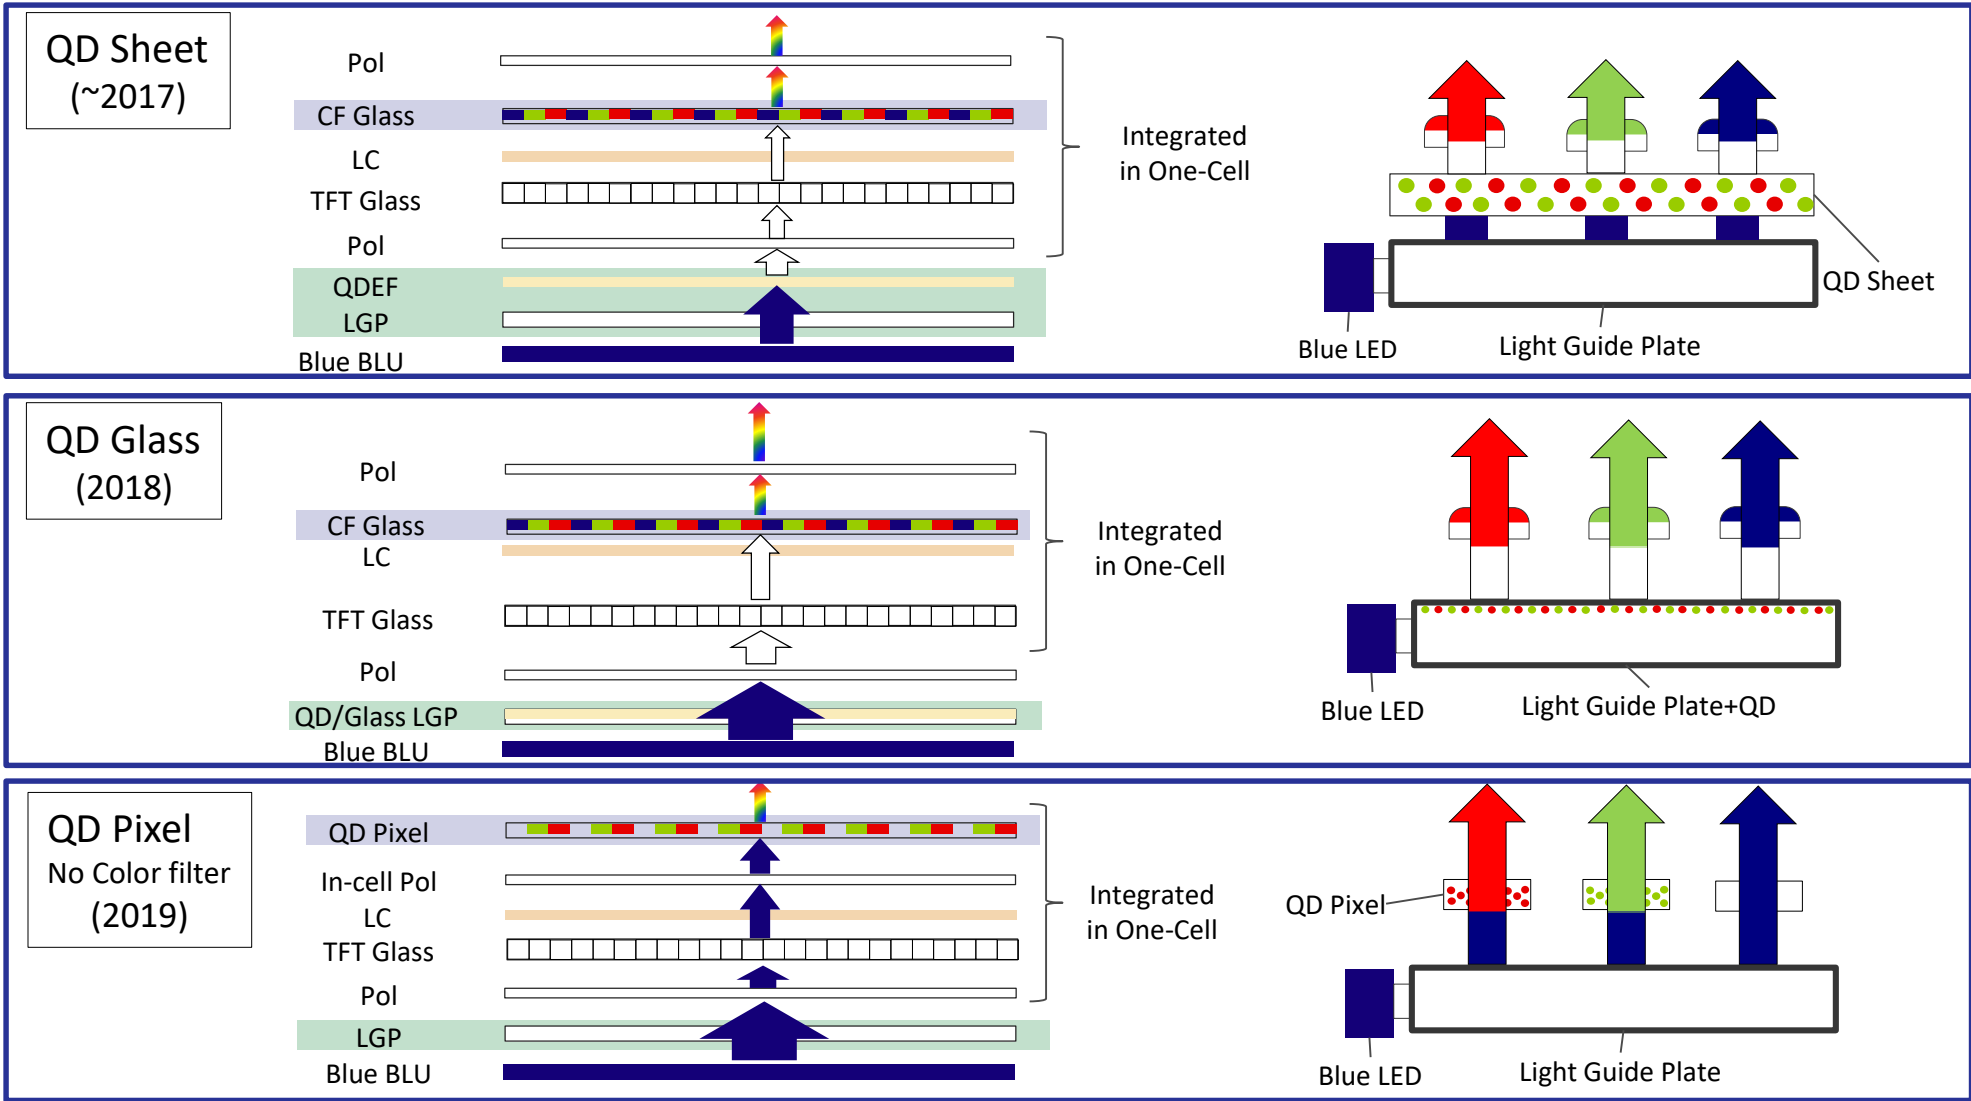 QD Sheet
(~2017)
Pol
CF Glass
LC
TFT Glass
Pol
QDEF
LGP
Blue BLU
Integrated
in One-Cell
QD Sheet
Blue LED
Light Guide Plate
QD Glass
(2018)
Pol
CF Glass
LC
TFT Glass
Pol
QD/Glass LGP
Blue BLU
Integrated
in One-Cell
Blue LED
Light Guide Plate+QD
QD Pixel
No Color filter
(2019)
QD Pixel
In-cell Pol
LC
TFT Glass
Pol
LGP
Blue BLU
Integrated
in One-Cell
QD Pixel
Blue LED
Light Guide Plate